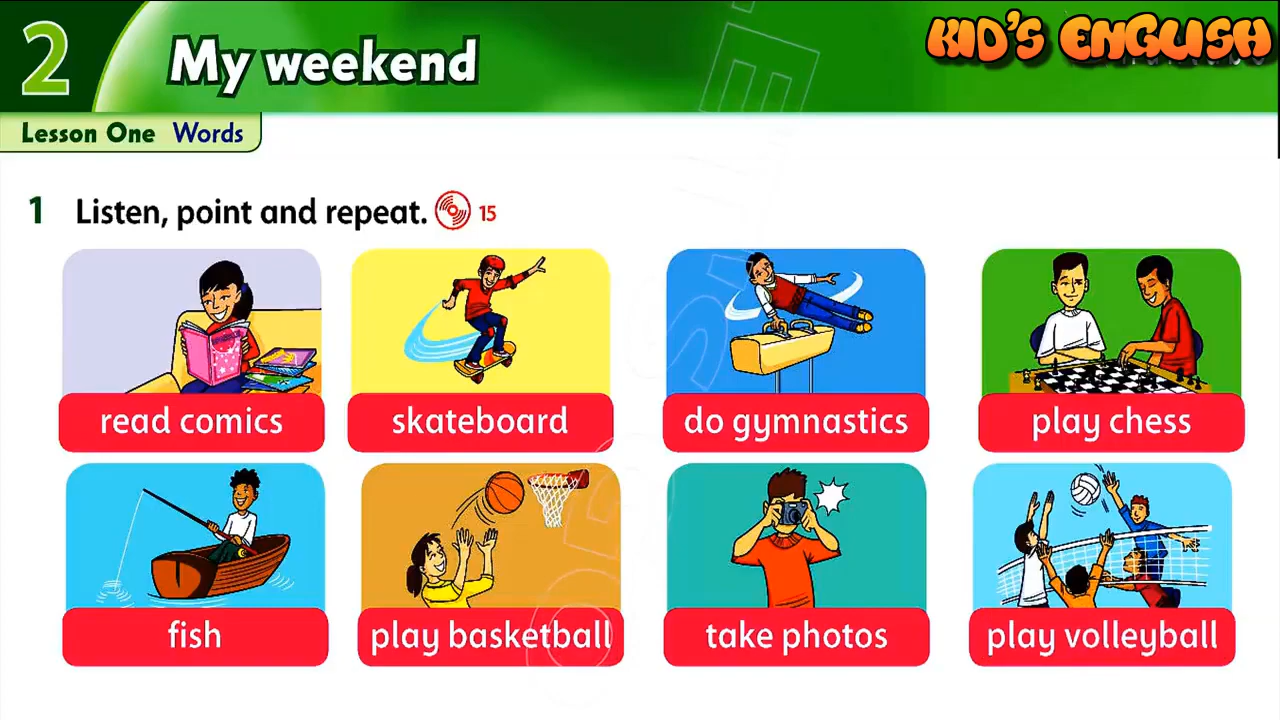 2 My weekend
KID'S ENGLISH
Lesson One Words
1 Listen, point and repeat. 15
read comics
skateboard
do gymnastics
play chess
fish
play basketball
take photos
play volleyball